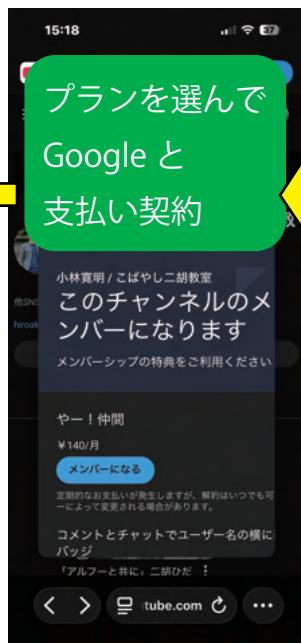 15:18
37
プランを選んで
Google と
支払い契約
小林寛明 / こばやし二胡教室
他SNS
hiroak
このチャンネルのメ
ンバーになります
メンバーシップの特典をご利用ください
やー！仲間
¥140/月
メンバーになる
定期的なお支払いが発生しますが、解約はいつでも可
ーによって変更される場合があります。
コメントとチャットでユーザー名の横に
バッジ
「アルフーと共に」二胡ひだ
tube.com